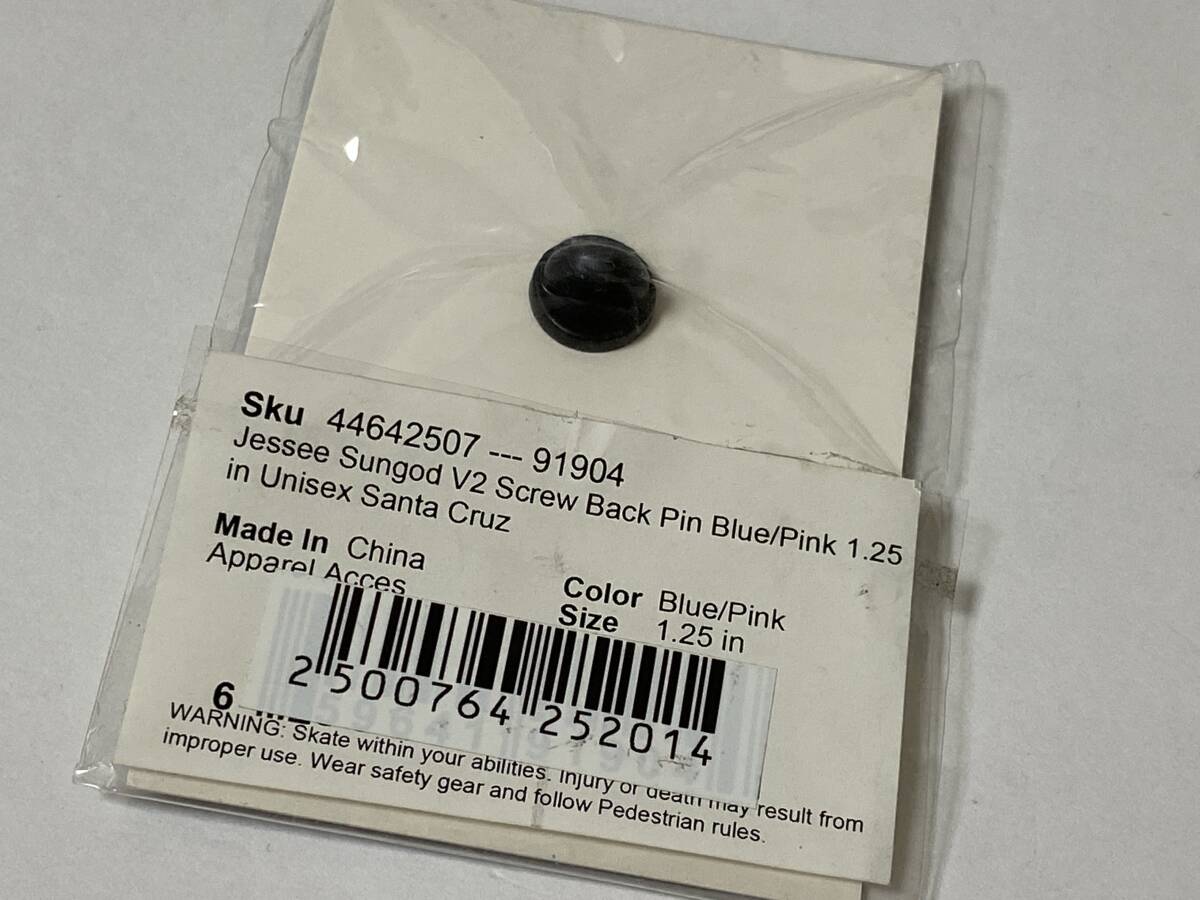 Sku 44642507 --- 91904
Jessee Sungod V2 Screw Back Pin Blue/Pink 1.25
in Unisex Santa Cruz
Made In China
Apparel Acces
Color Blue/Pink
Size 1.25 in
2 500764 252014
6
WARNING: Skate within your abilities. Injury or death may result from
improper use. Wear safety gear and follow Pedestrian rules.